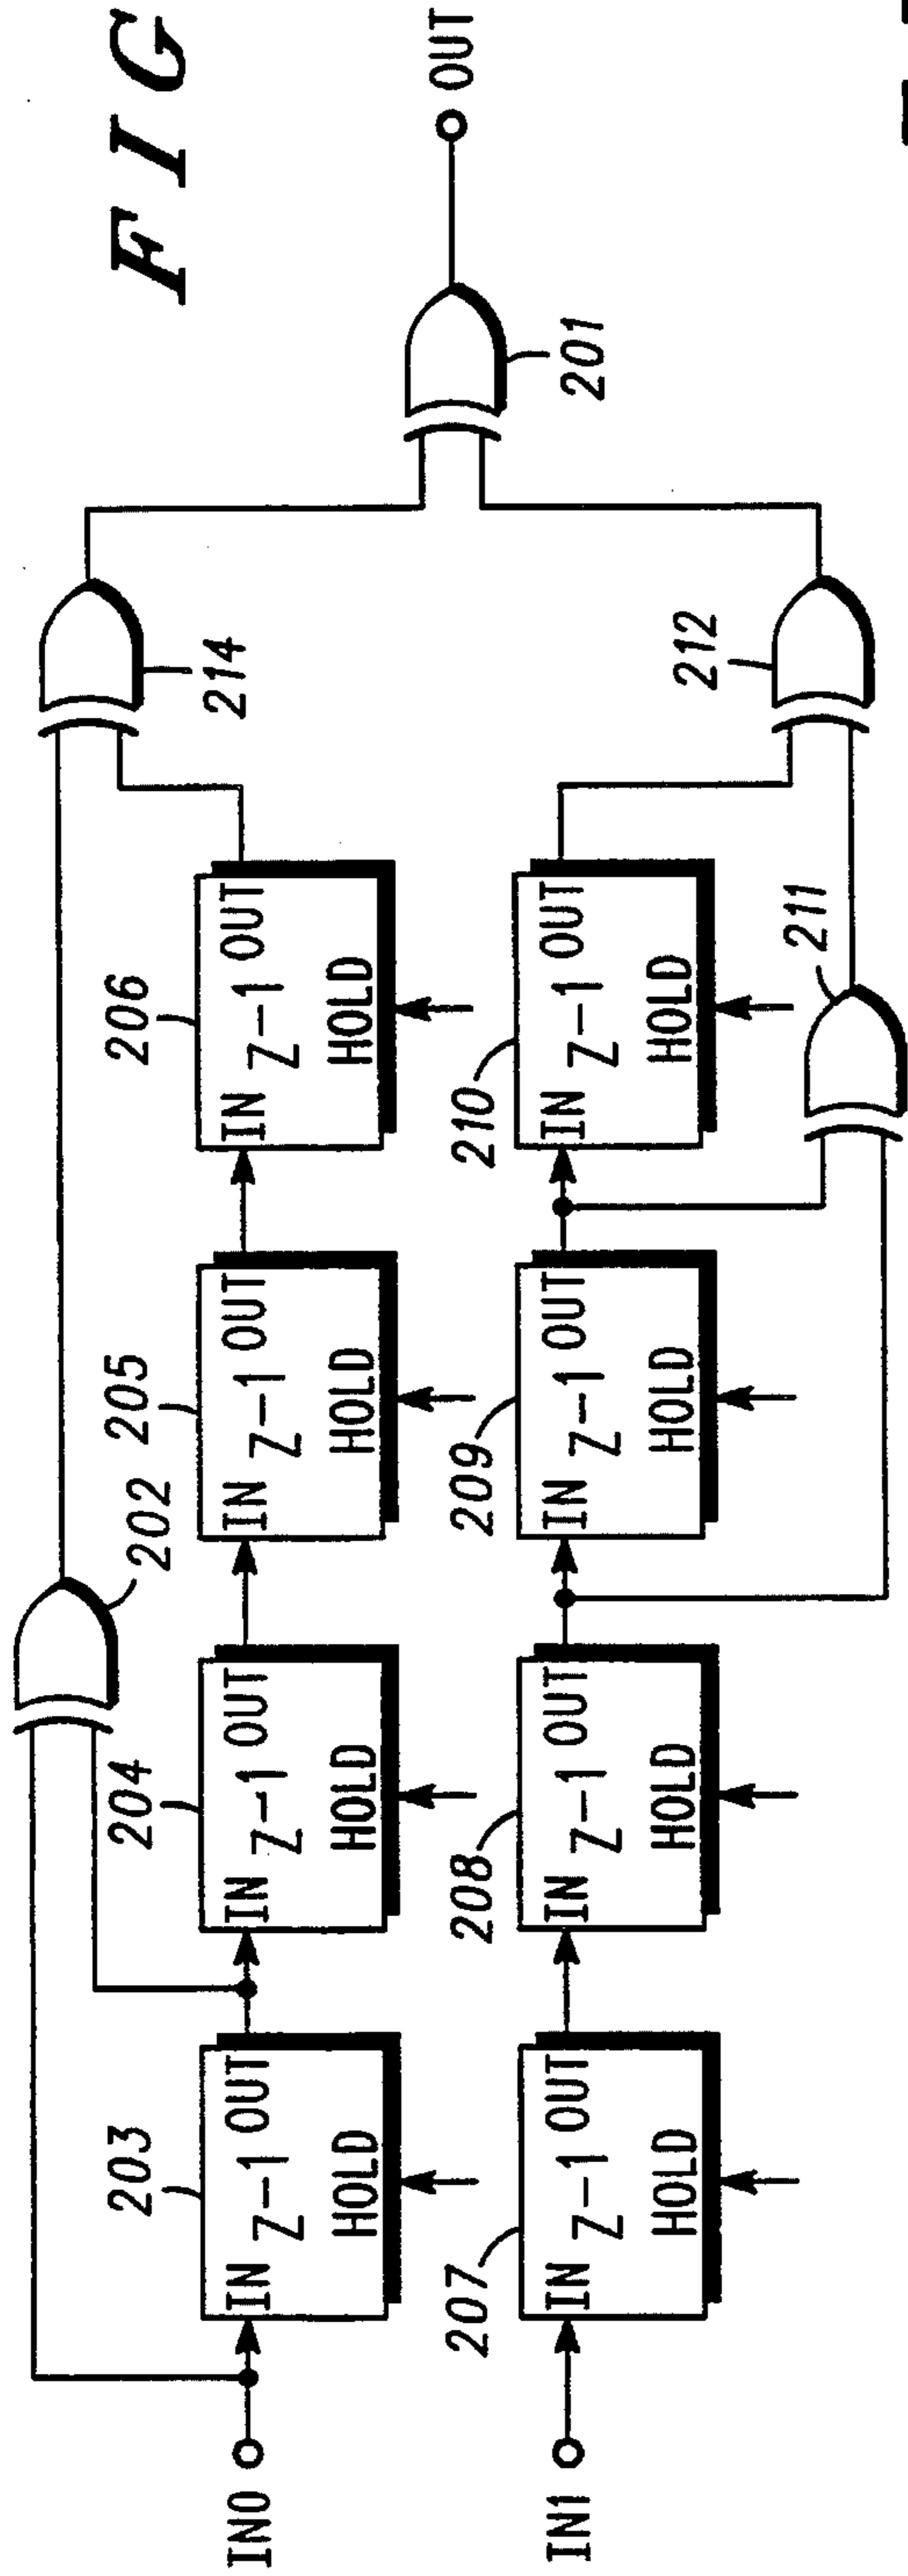 FIG
202
214
203
IN Z-1 OUT
HOLD
204
IN Z-1 OUT
HOLD
205
IN Z-1 OUT
HOLD
206
IN Z-1 OUT
HOLD
IN0
201
OUT
207
IN Z-1 OUT
HOLD
208
IN Z-1 OUT
HOLD
209
IN Z-1 OUT
HOLD
210
IN Z-1 OUT
HOLD
IN1
212
211